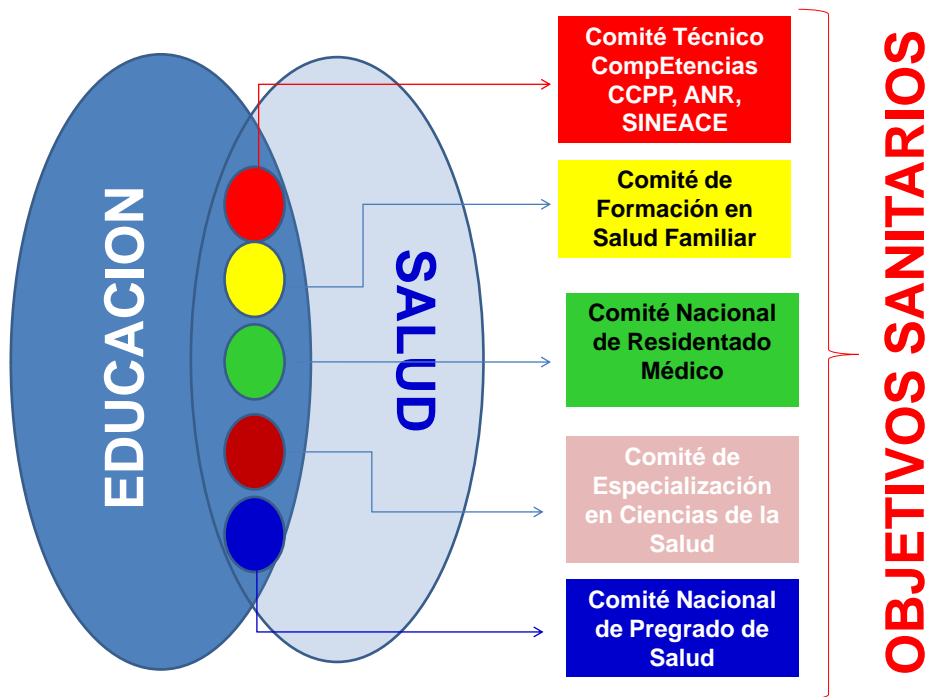 EDUCACION
SALUD
Comité Técnico
CompEtencias
CCPP, ANR,
SINEACE
Comité de
Formación en
Salud Familiar
Comité Nacional
de Residentado
Médico
Comité de
Especialización
en Ciencias de la
Salud
Comité Nacional
de Pregrado de
Salud
OBJETIVOS SANITARIOS